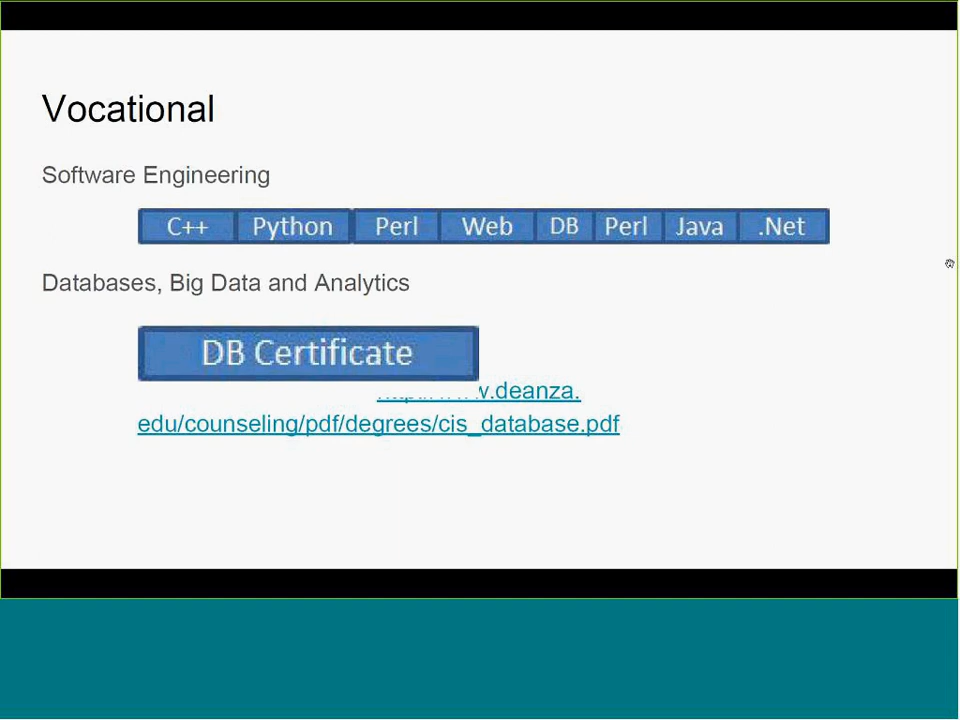 Vocational
Software Engineering
C++ Python Perl Web DB Perl Java .Net
Databases, Big Data and Analytics
DB Certificate
.deanza.
edu/counseling/pdf/degrees/cis_database.pdf